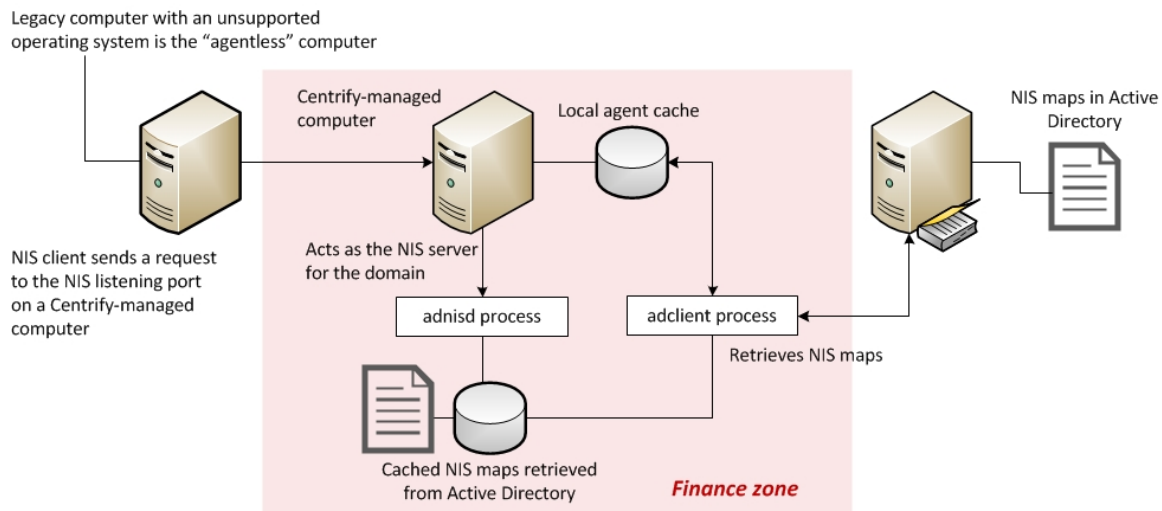 Legacy computer with an unsupported
operating system is the “agentless” computer
Centrify-managed
computer
Local agent cache
NIS maps in Active
Directory
NIS client sends a request
to the NIS listening port
on a Centrify-managed
computer
Acts as the NIS server
for the domain
adnisd process
adclient process
Retrieves NIS maps
Cached NIS maps retrieved
from Active Directory
Finance zone